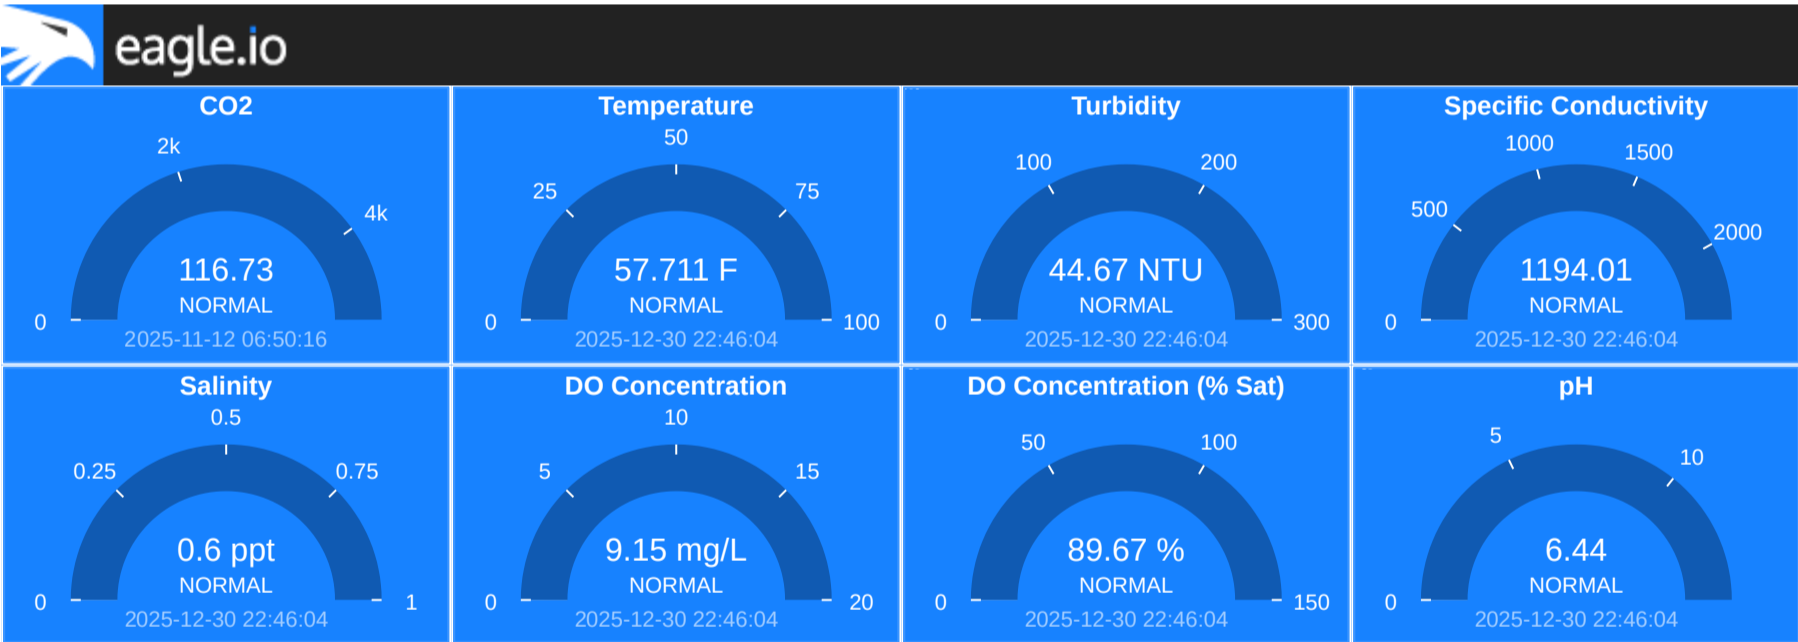 eagle.io
CO2
2k
4k
0
116.73
NORMAL
2025-11-12 06:50:16
Temperature
50
25
75
0
100
57.711 F
NORMAL
2025-12-30 22:46:04
Turbidity
100
200
0
300
44.67 NTU
NORMAL
2025-12-30 22:46:04
Specific Conductivity
1000
1500
500
2000
0
1194.01
NORMAL
2025-12-30 22:46:04
Salinity
0.5
0.25
0.75
0
1
0.6 ppt
NORMAL
2025-12-30 22:46:04
DO Concentration
10
5
15
0
20
9.15 mg/L
NORMAL
2025-12-30 22:46:04
DO Concentration (% Sat)
50
100
0
150
89.67 %
NORMAL
2025-12-30 22:46:04
pH
5
10
0
6.44
NORMAL
2025-12-30 22:46:04